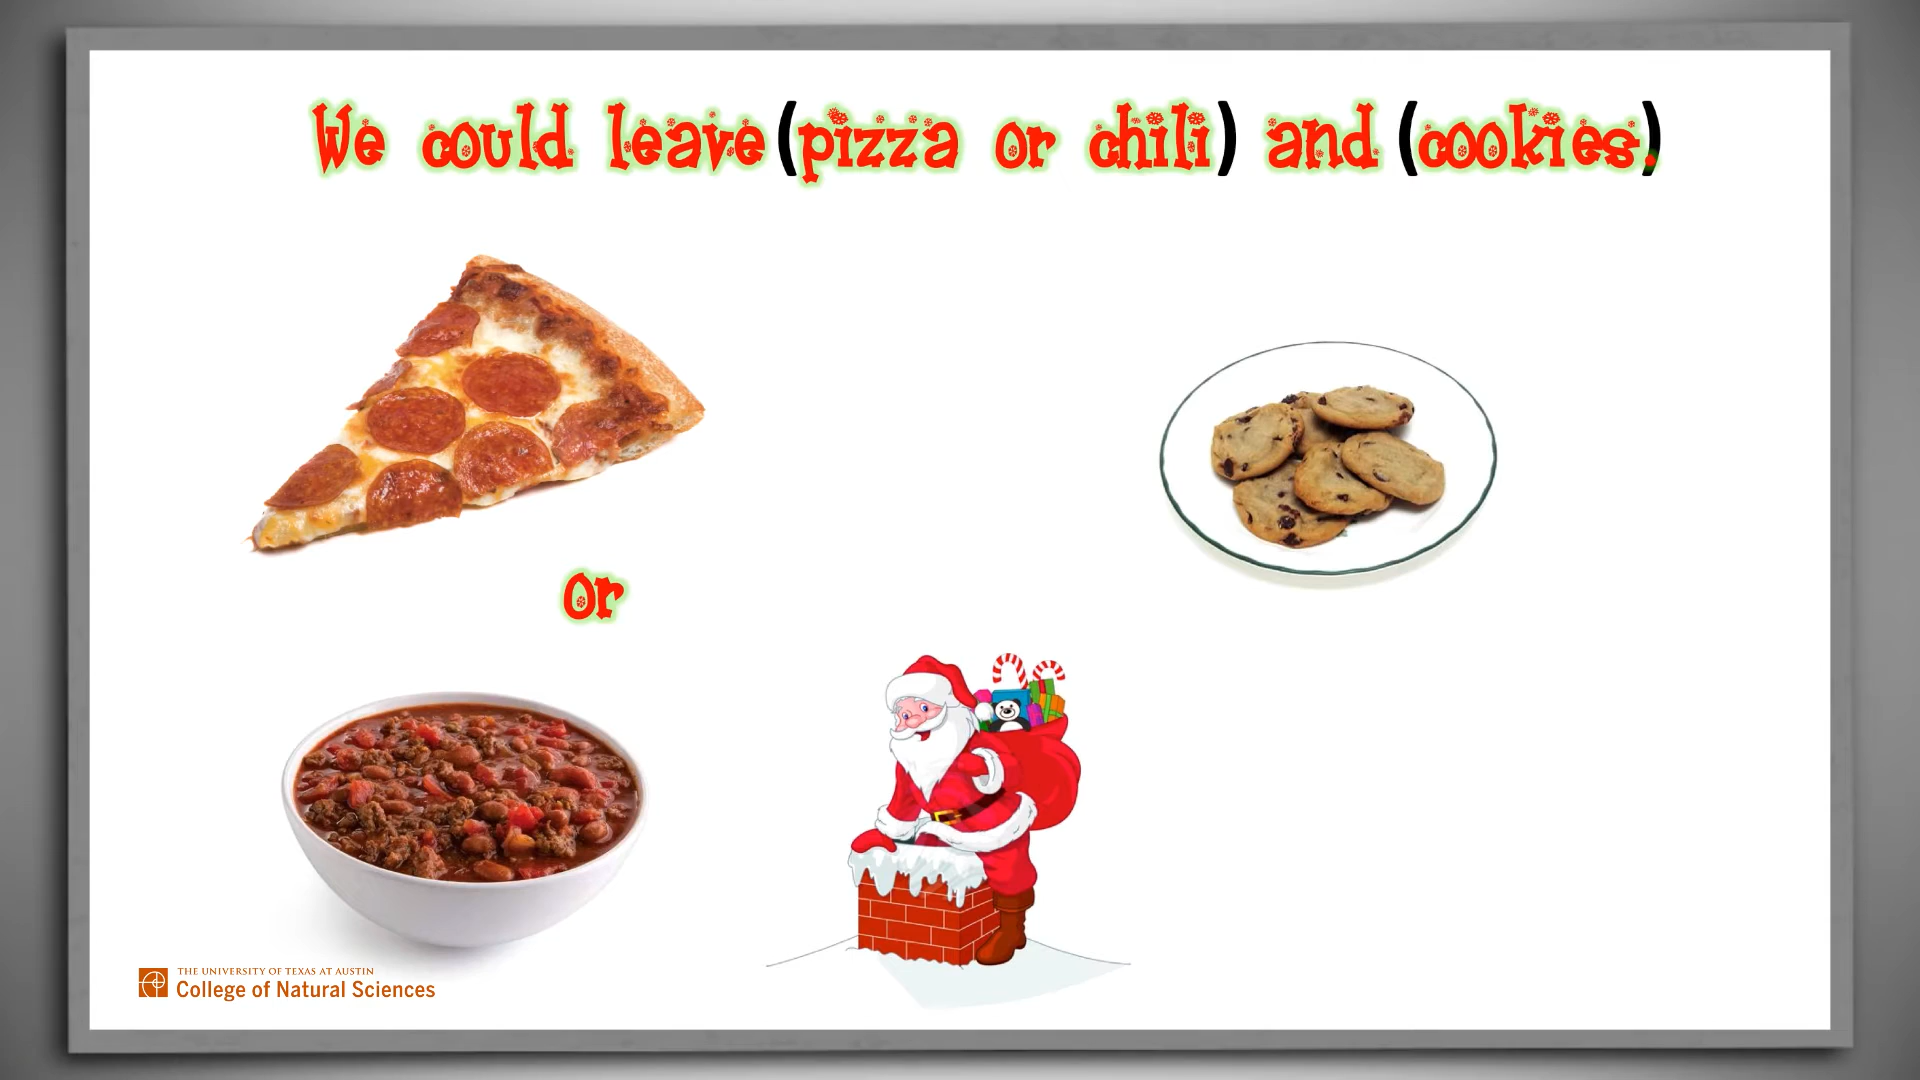 We could leave (pizza or chili) and (cookies.)
or
THE UNIVERSITY OF TEXAS AT AUSTIN
College of Natural Sciences